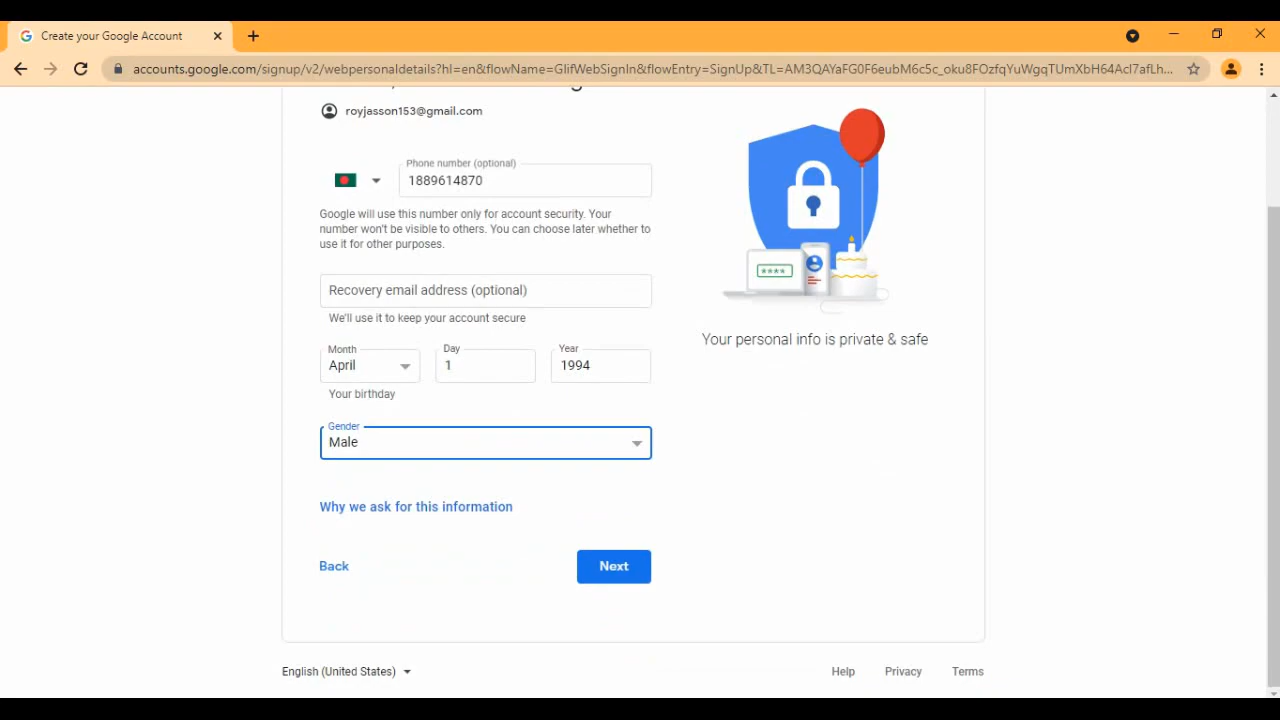 Create your Google Account
accounts.google.com/signup/v2/webpersonaldetails?hl=en&flowName=GlifWebSignIn&flowEntry=SignUp&TL=AM3QAYaFG0F6eubM6c5c_oku8FOzfqYuWgqTUmXbH64Acl7afLh...
royjasson153@gmail.com
Phone number (optional)
1889614870
Google will use this number only for account security. Your
number won't be visible to others. You can choose later whether to
use it for other purposes.
Recovery email address (optional)
We'll use it to keep your account secure
Month
Day
Year
April
1
1994
Your birthday
Gender
Male
Why we ask for this information
Back
Next
****
Your personal info is private & safe
English (United States)
Help
Privacy
Terms